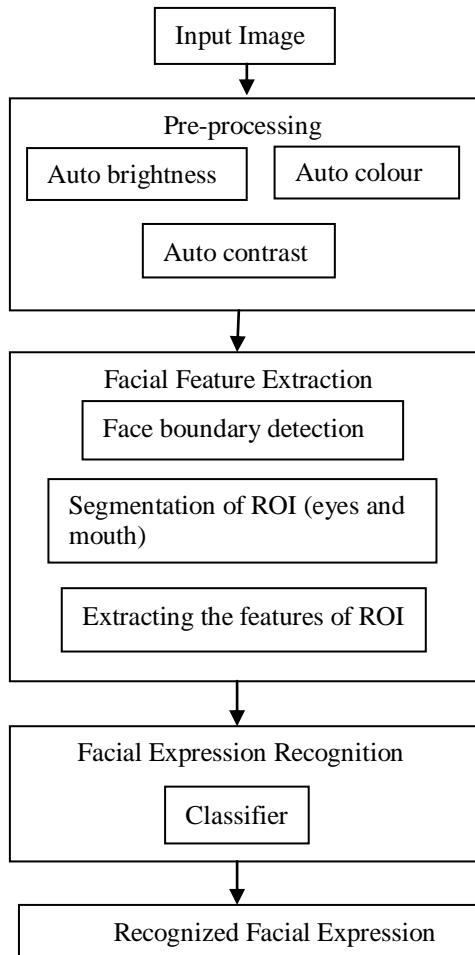 Input Image
Pre-processing
Auto brightness
Auto colour
Auto contrast
Facial Feature Extraction
Face boundary detection
Segmentation of ROI (eyes and
mouth)
Extracting the features of ROI
Facial Expression Recognition
Classifier
Recognized Facial Expression